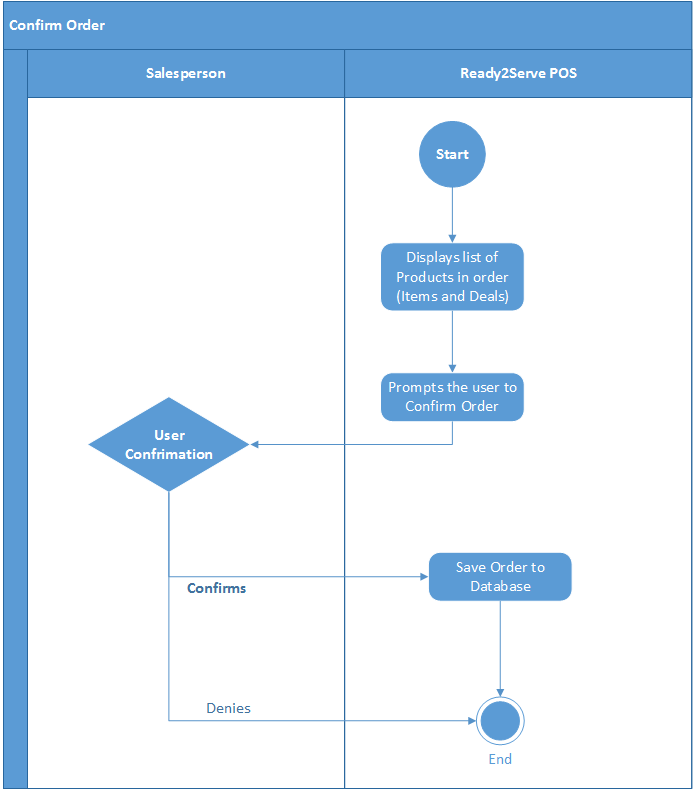 Confirm Order
Salesperson
Ready2Serve POS
Start
Displays list of
Products in order
(Items and Deals)
Prompts the user to
Confirm Order
User
Confrimation
Save Order to
Database
Confirms
Denies
End